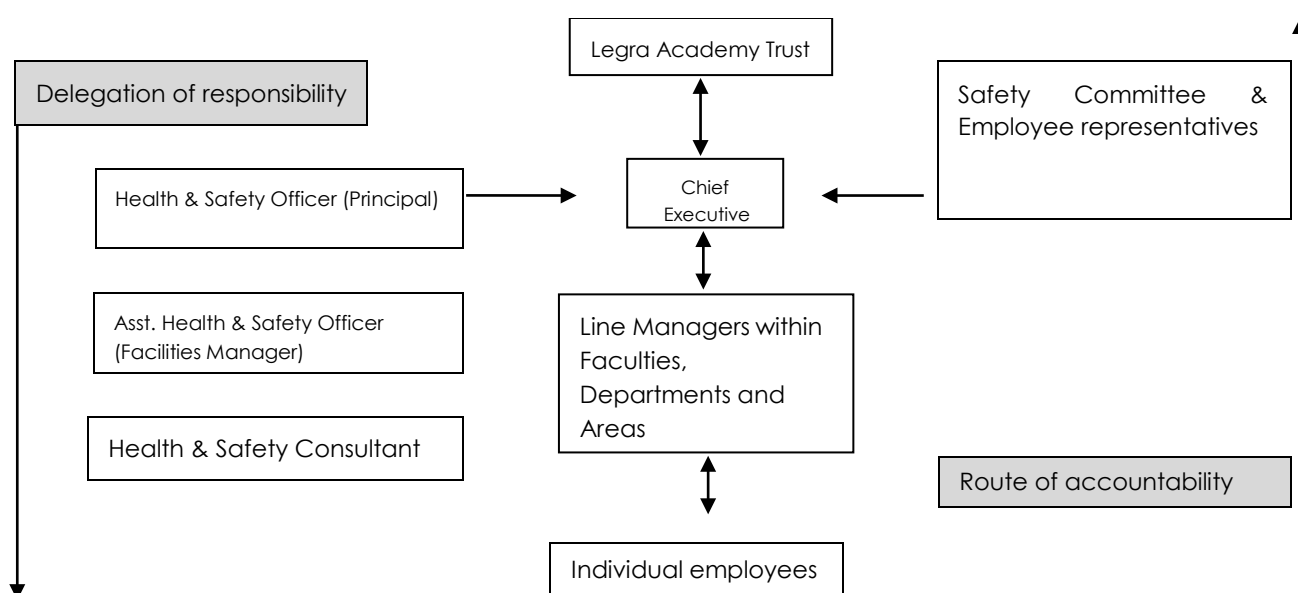 Legra Academy Trust
Delegation of responsibility
Safety Committee &
Employee representatives
Health & Safety Officer (Principal)
Chief
Executive
Asst. Health & Safety Officer
(Facilities Manager)
Line Managers within
Faculties,
Departments and
Areas
Health & Safety Consultant
Route of accountability
Individual employees